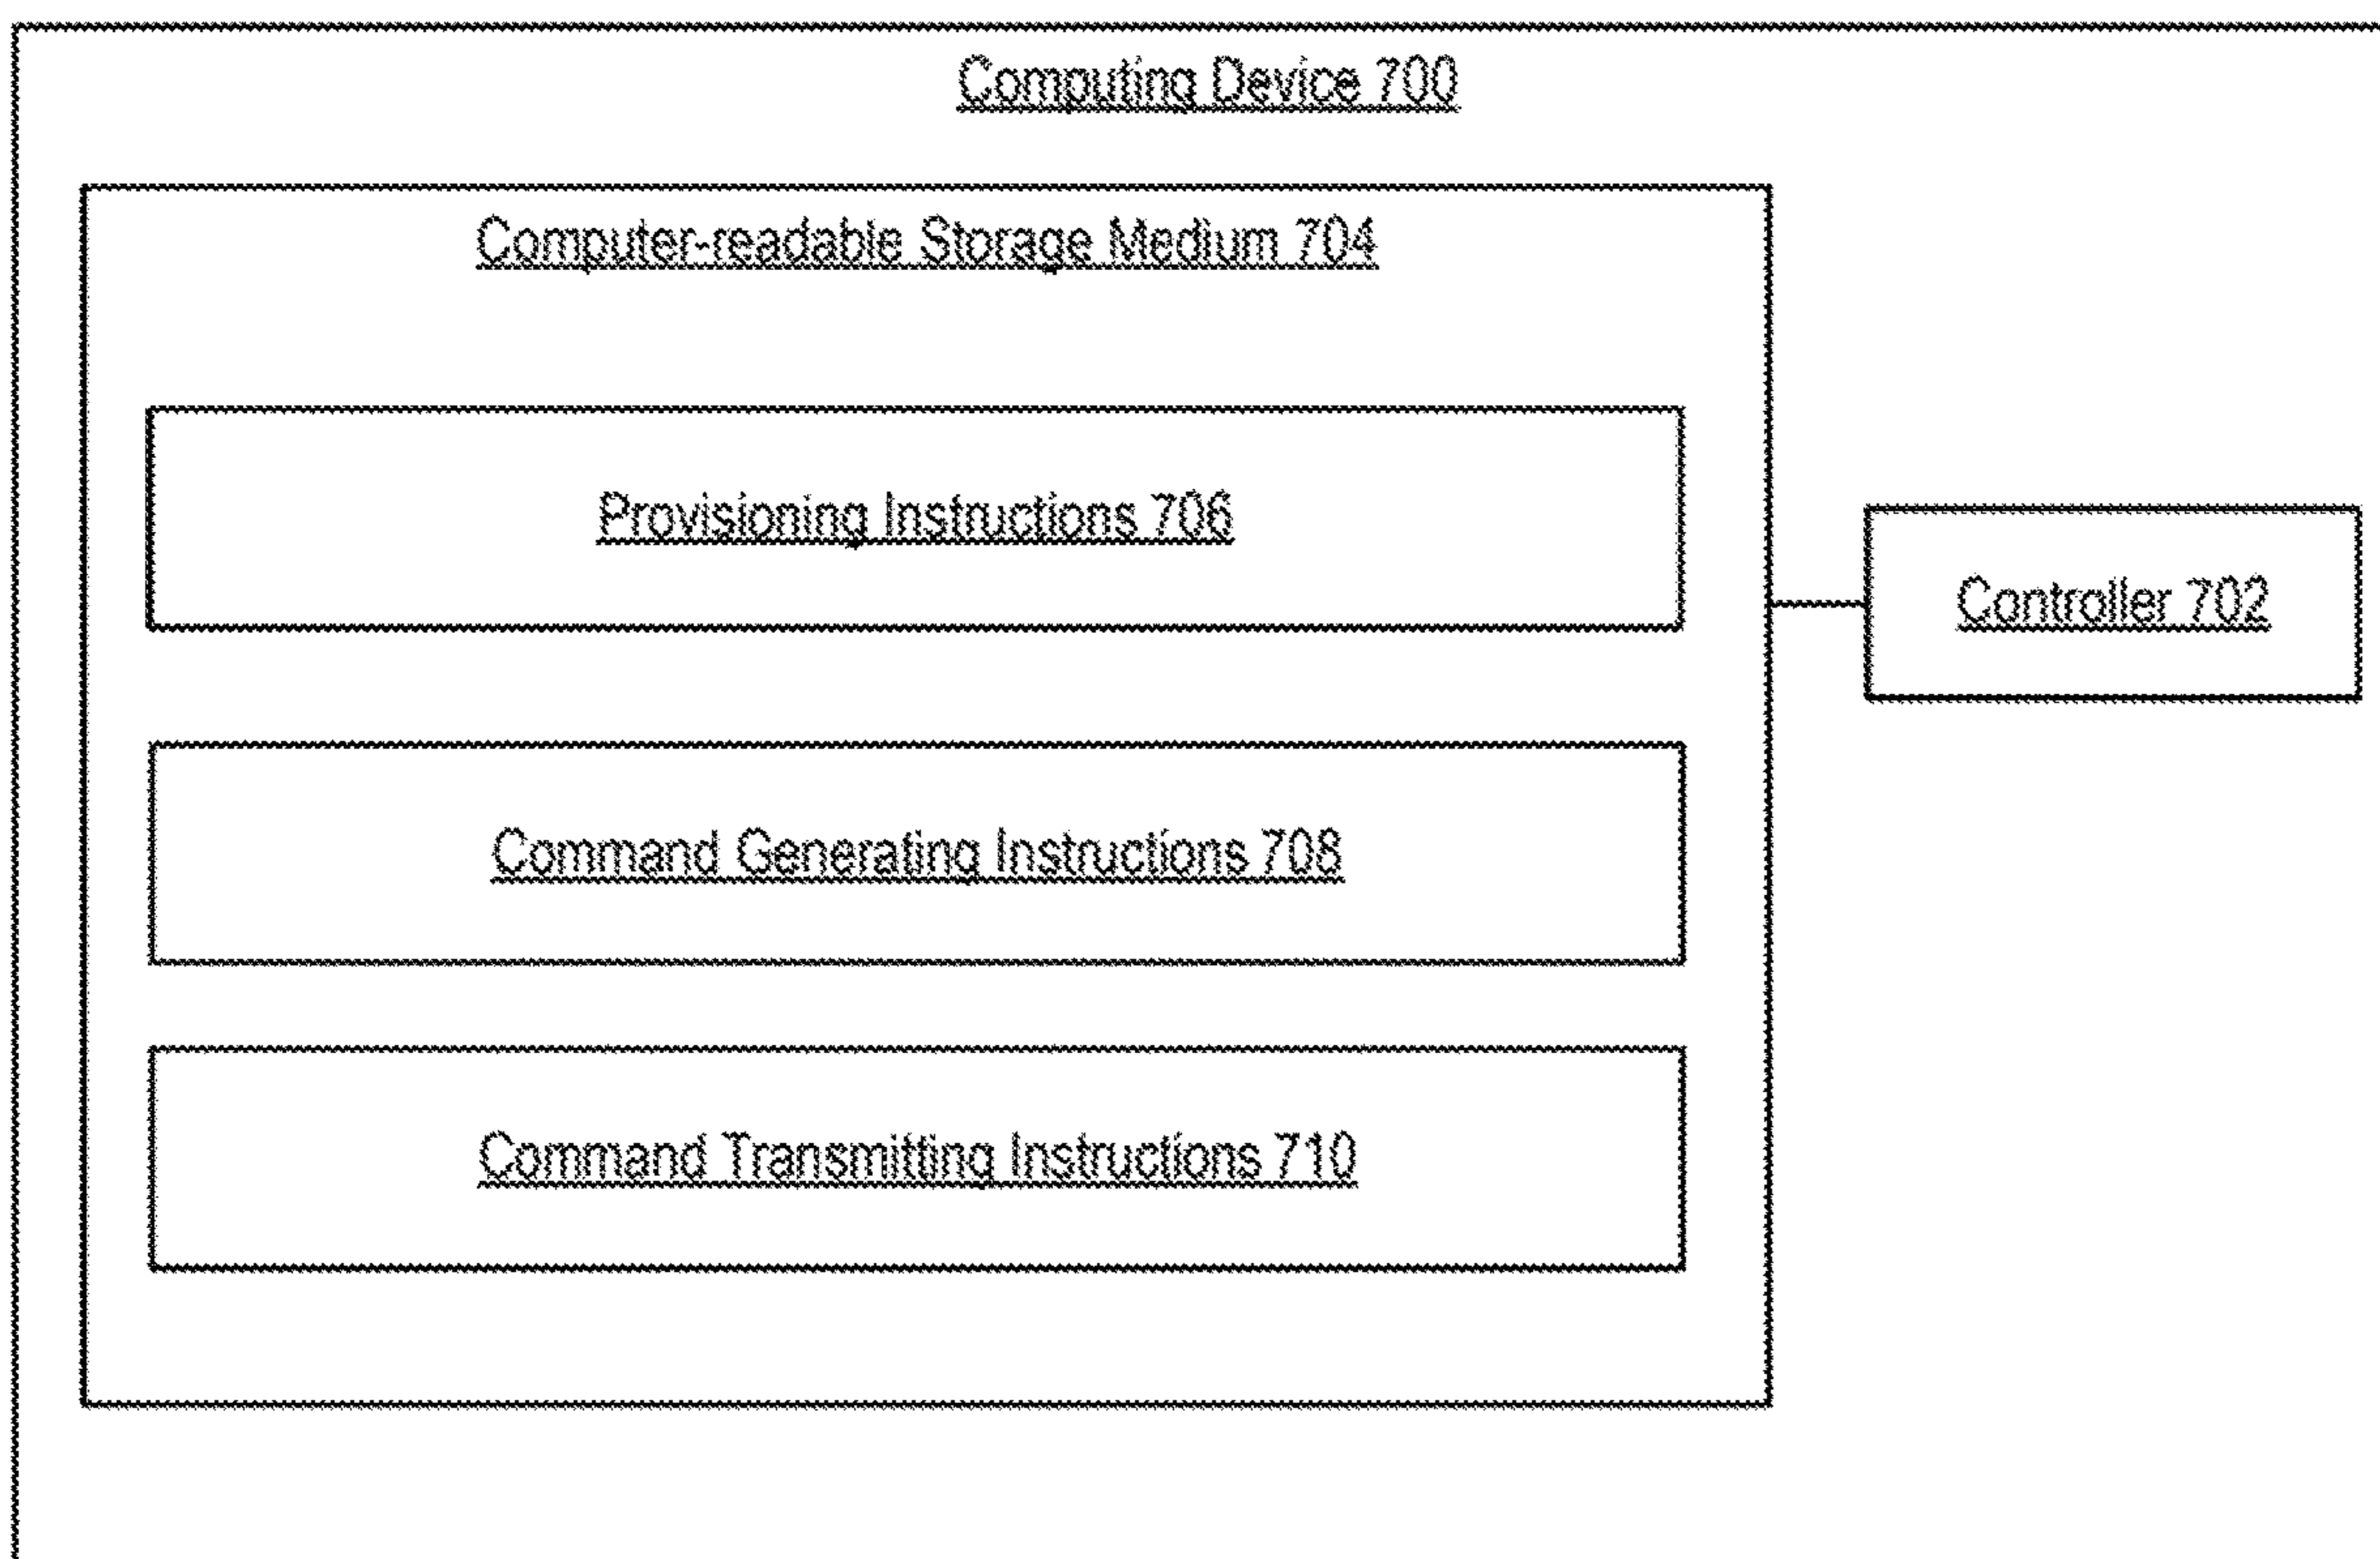 Computing Device 700
Computer-readable Storage Medium 704
Provisioning Instructions 706
Controller 702
Command Generating Instructions 708
Command Transmitting Instructions 710